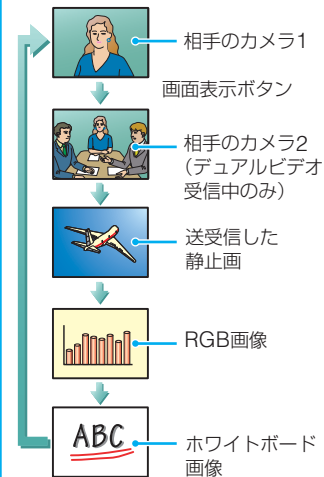 相手のカメラ1
画面表示ボタン
相手のカメラ2
（デュアルビデオ
受信中のみ）
送受信した
静止画
RGB画像
ABC
ホワイトボード
画像